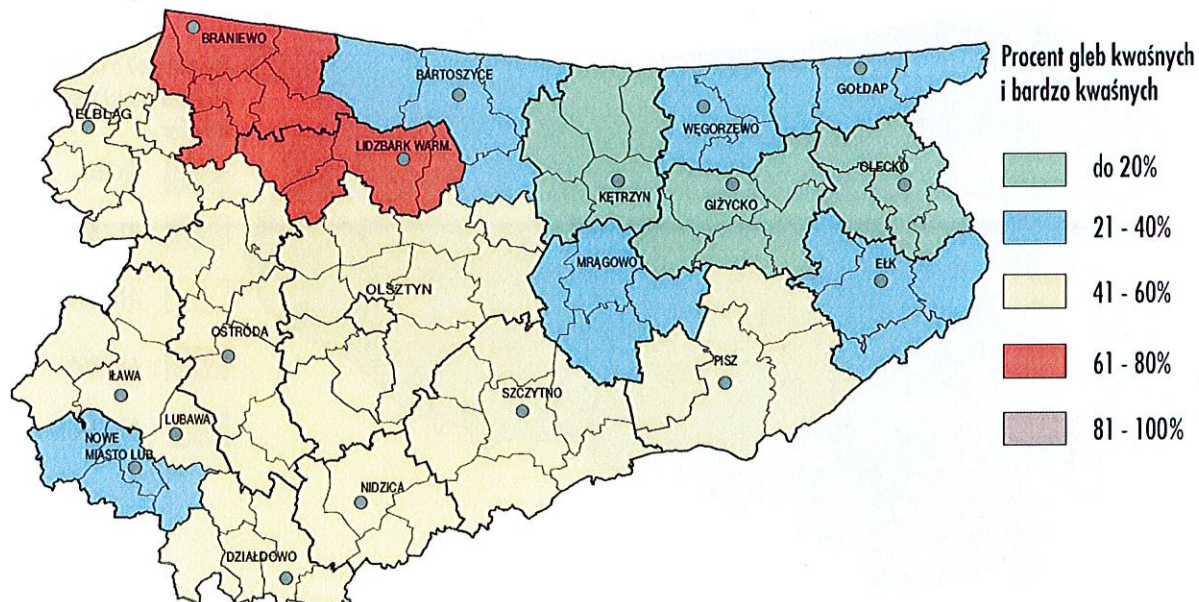 BRANIEWO
BARTOSZYCE
GOŁDAP
ELBLĄG
WĘGORZEWO
LIDZBARK WARM.
OLECKO
KĘTRZYN
GIŻYCKO
MRĄGOWO
EŁK
OLSZTYN
OSTRÓDA
PISZ
IŁAWA
SZCZYTNO
LUBAWA
NOWE
MIASTO LUB.
NIDZICA
DZIAŁDOWO
Procent gleb kwaśnych
i bardzo kwaśnych
do 20%
21 - 40%
41 - 60%
61 - 80%
81 - 100%